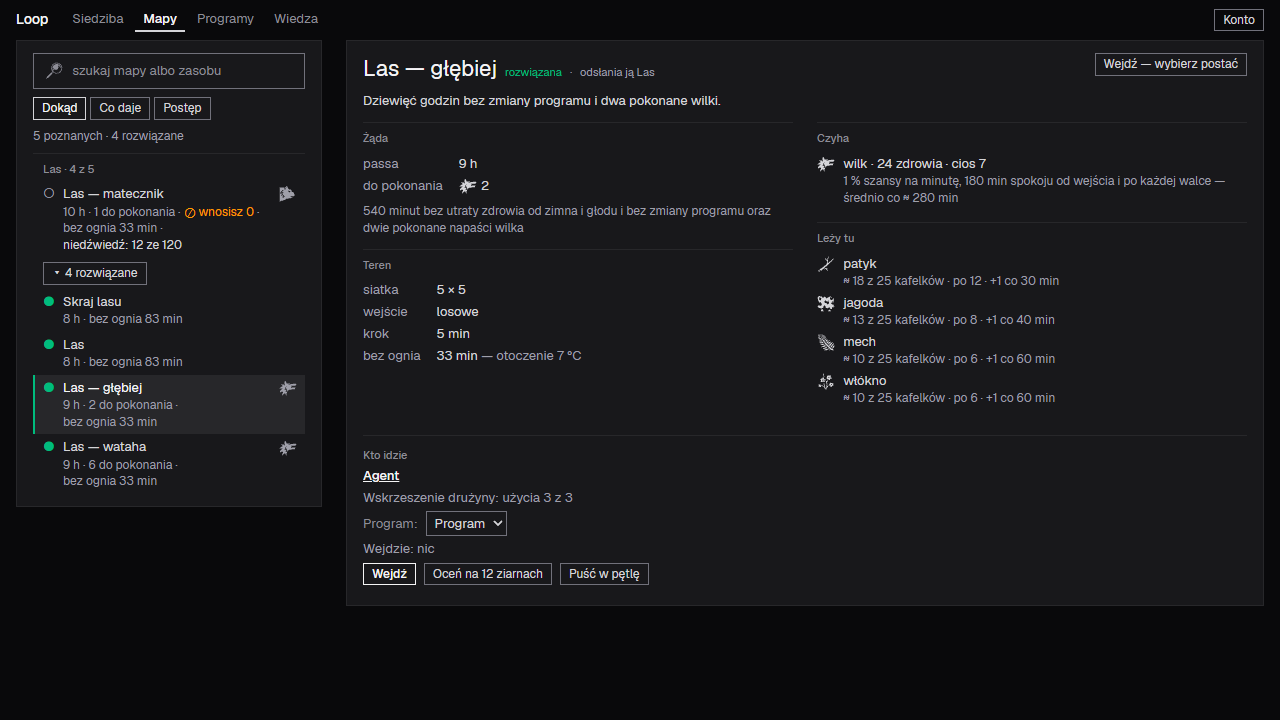 Loop Siedziba Mapy Programy Wiedza Konto
szukaj mapy albo zasobu
Dokąd Co daje Postęp
5 poznanych · 4 rozwiązane
Las · 4 z 5
Las — matecznik
10 h · 1 do pokonania · wnosisz 0 ·
bez ognia 33 min ·
niedźwiedź: 12 ze 120
4 rozwiązane
Skraj lasu
8 h · bez ognia 83 min
Las
8 h · bez ognia 83 min
Las — głębiej
9 h · 2 do pokonania ·
bez ognia 33 min
Las — wataha
9 h · 6 do pokonania ·
bez ognia 33 min
Las — głębiej rozwiązana · odsłania ją Las
Wejdź — wybierz postać
Dziewięć godzin bez zmiany programu i dwa pokonane wilki.
Żąda
passa 9 h
do pokonania 2
540 minut bez utraty zdrowia od zimna i głodu i bez zmiany programu oraz
dwie pokonane napaści wilka
Teren
siatka 5 × 5
wejście losowe
krok 5 min
bez ognia 33 min — otoczenie 7 °C
Czyha
wilk · 24 zdrowia · cios 7
1 % szansy na minutę, 180 min spokoju od wejścia i po każdej walce —
średnio co ≈ 280 min
Leży tu
patyk
≈ 18 z 25 kafelków · po 12 · +1 co 30 min
jagoda
≈ 13 z 25 kafelków · po 8 · +1 co 40 min
mech
≈ 10 z 25 kafelków · po 6 · +1 co 60 min
włókno
≈ 10 z 25 kafelków · po 6 · +1 co 60 min
Kto idzie
Agent
Wskrzeszenie drużyny: użycia 3 z 3
Program: Program
Wejdzie: nic
Wejdź Oceń na 12 ziarnach Puść w pętlę